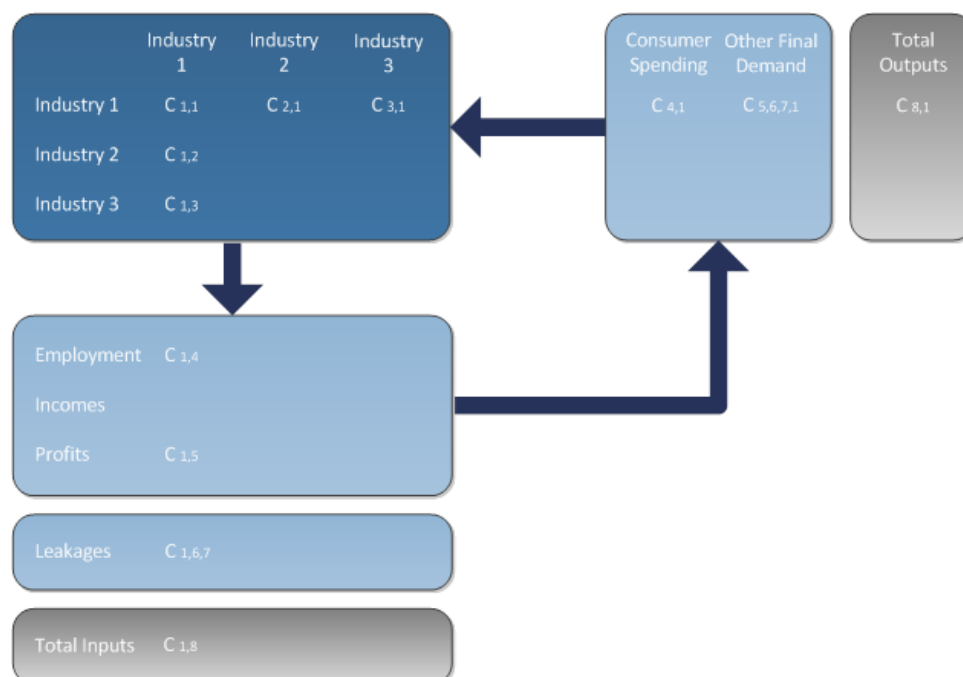 Industry 1 Industry 2 Industry 3 Consumer Spending Other Final Demand Total Outputs
Industry 1 C 1,1 C 2,1 C 3,1 C 4,1 C 5,6,7,1 C 8,1
Industry 2 C 1,2
Industry 3 C 1,3
Employment C 1,4
Incomes
Profits C 1,5
Leakages C 1,6,7
Total Inputs C 1,8